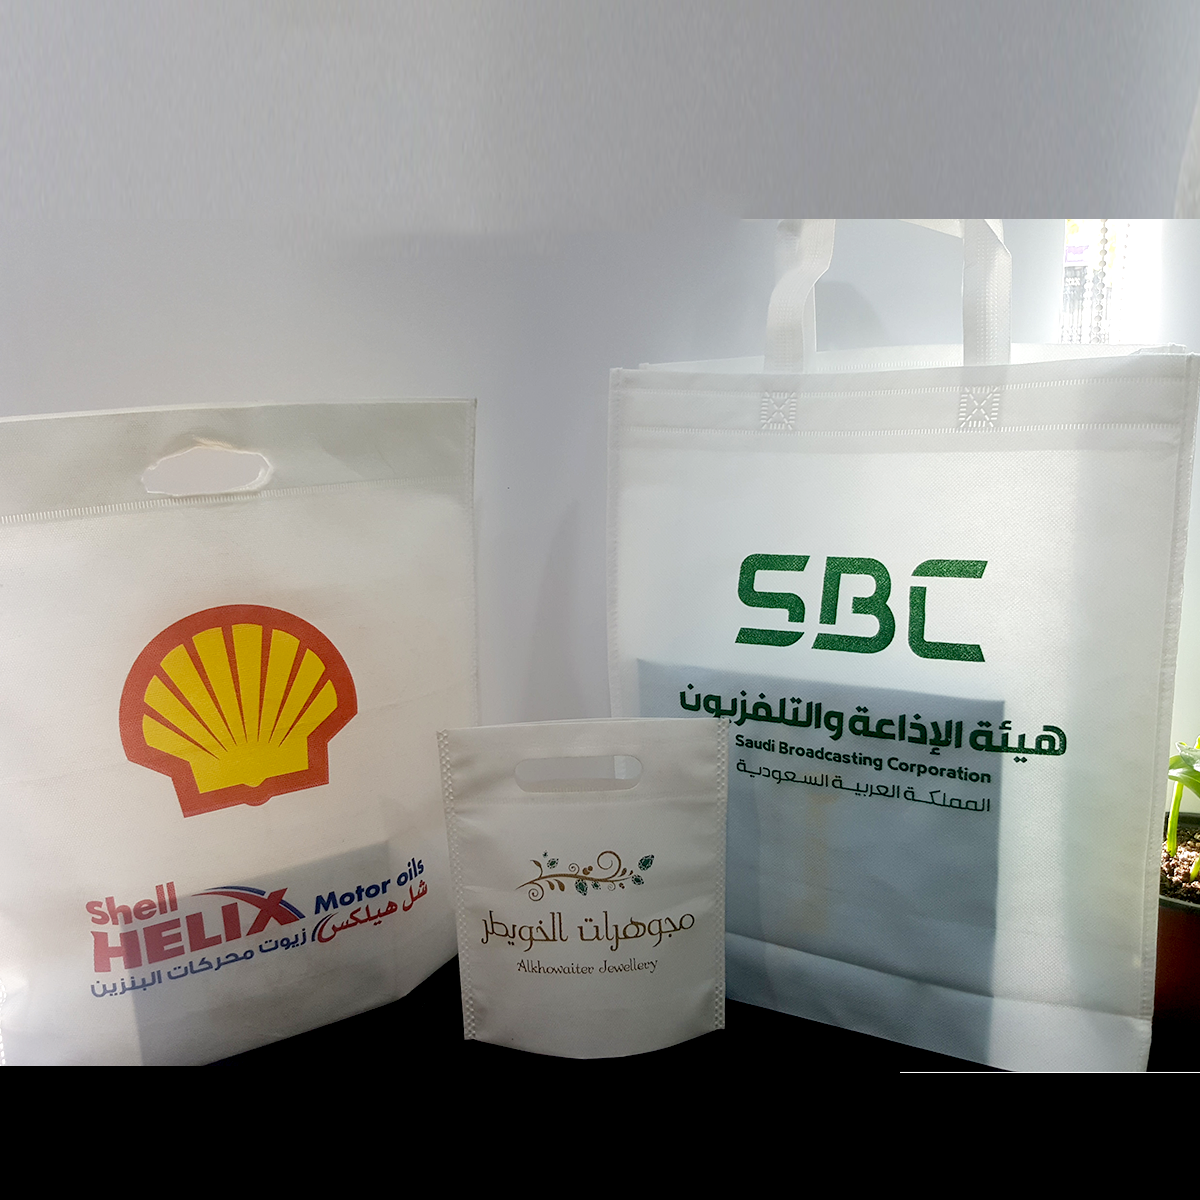 Shell
HELIX Motor oils
شل هيلكس زيوت محركات البنزين
مجوهرات الخويطر
Alkhowaiter Jewellery
SBC
هيئة الإذاعة والتلفزيون
Saudi Broadcasting Corporation
المملكة العربية السعودية